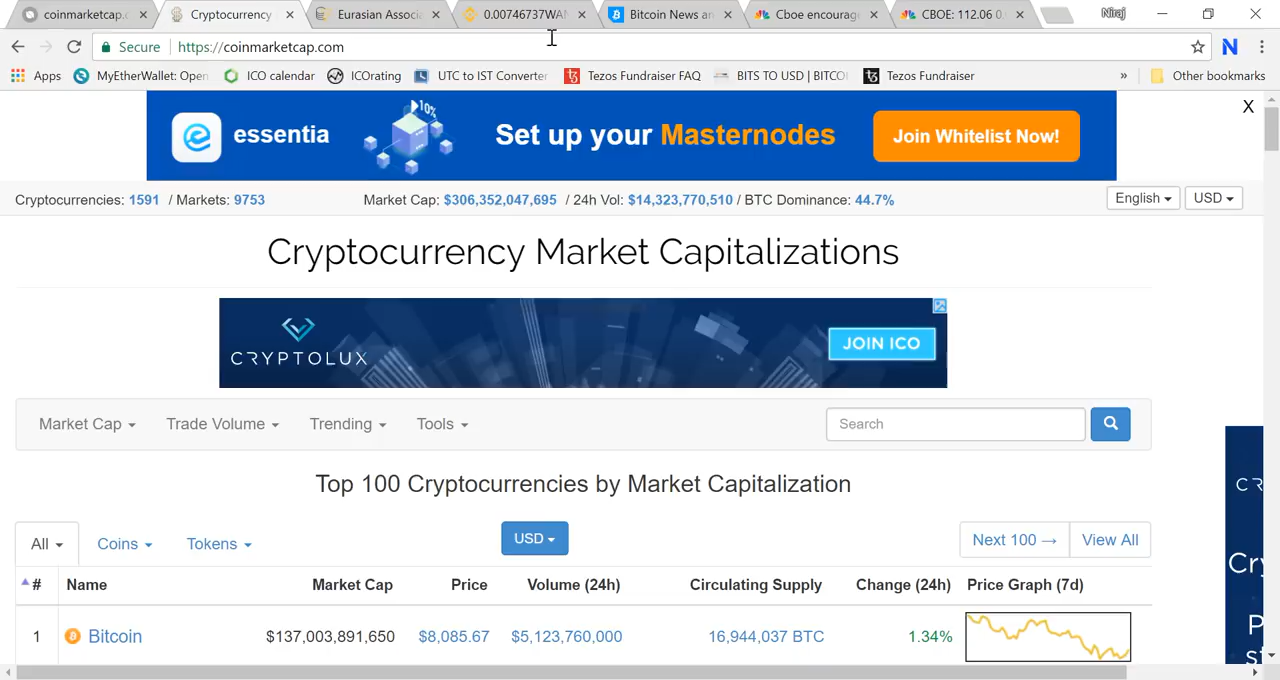 coinmarketcap.c Cryptocurrency Eurasian Associa 0.00746737WAN Bitcoin News an Cboe encourag CBOE: 112.06 0. Niraj
Secure https://coinmarketcap.com
Apps MyEtherWallet: Open ICO calendar ICOrating UTC to IST Converter Tezos Fundraiser FAQ BITS TO USD | BITCOI Tezos Fundraiser » Other bookmarks
essentia 10% Set up your Masternodes Join Whitelist Now! X
Cryptocurrencies: 1591 / Markets: 9753 Market Cap: $306,352,047,695 / 24h Vol: $14,323,770,510 / BTC Dominance: 44.7% English USD
Cryptocurrency Market Capitalizations
CRYPTOLUX JOIN ICO
Market Cap Trade Volume Trending Tools Search
Top 100 Cryptocurrencies by Market Capitalization
All Coins Tokens USD Next 100 → View All
# Name Market Cap Price Volume (24h) Circulating Supply Change (24h) Price Graph (7d)
1 Bitcoin $137,003,891,650 $8,085.67 $5,123,760,000 16,944,037 BTC 1.34%